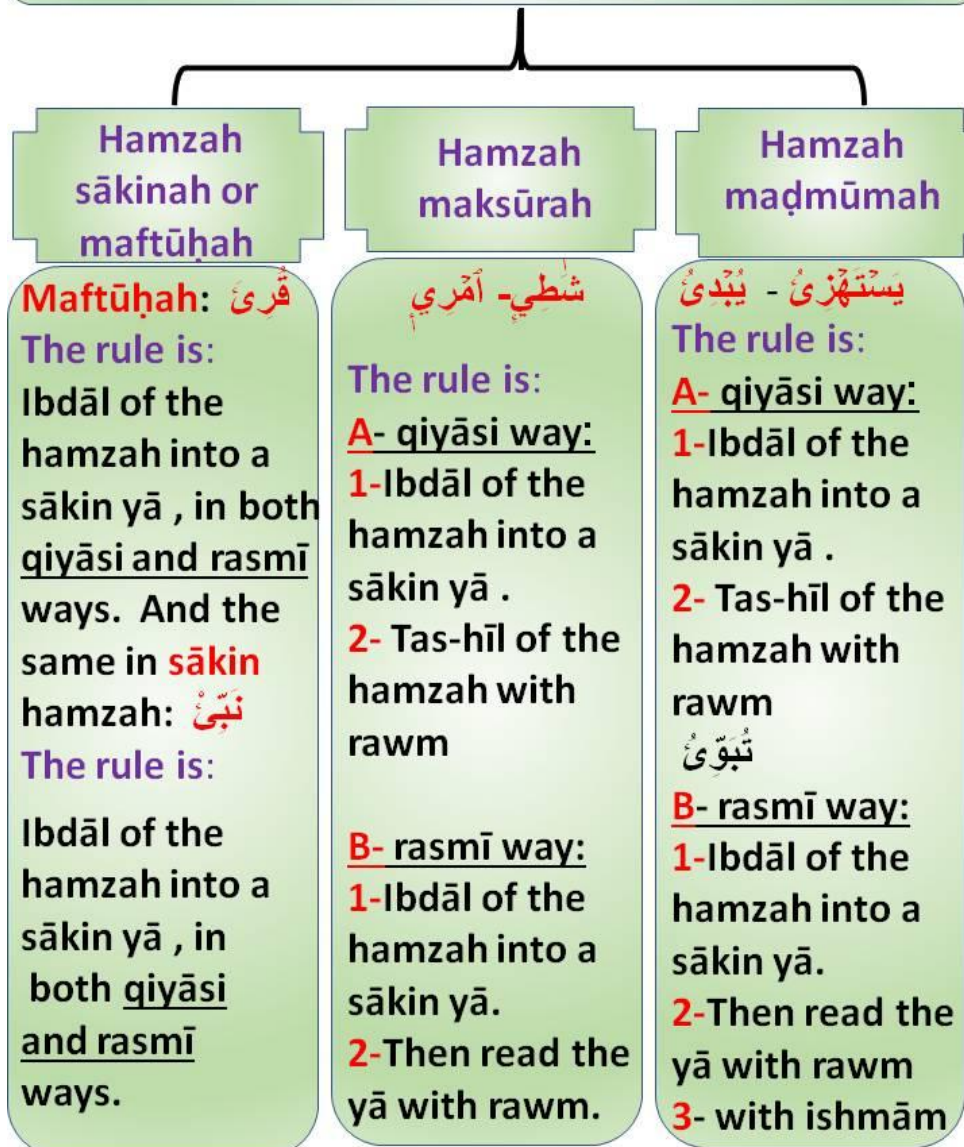 Hamzah
sākinah or
maftūḥah
Maftūḥah: قُرِئَ
The rule is:
Ibdāl of the
hamzah into a
sākin yā , in both
qiyāsi and rasmī
ways. And the
same in sākin
hamzah: نَبِّئْ
The rule is:
Ibdāl of the
hamzah into a
sākin yā , in
both qiyāsi
and rasmī
ways.
Hamzah
maksūrah
شَٰطِيِٕ - ٱمْرِيِٕ
The rule is:
A- qiyāsi way:
1-Ibdāl of the
hamzah into a
sākin yā .
2- Tas-hīl of the
hamzah with
rawm
B- rasmī way:
1-Ibdāl of the
hamzah into a
sākin yā.
2-Then read the
yā with rawm.
Hamzah
maḍmūmah
يَسْتَهْزِئُ - يُبْدِئُ
The rule is:
A- qiyāsi way:
1-Ibdāl of the
hamzah into a
sākin yā .
2- Tas-hīl of the
hamzah with
rawm
تُبَوِّئُ
B- rasmī way:
1-Ibdāl of the
hamzah into a
sākin yā.
2-Then read the
yā with rawm
3- with ishmām